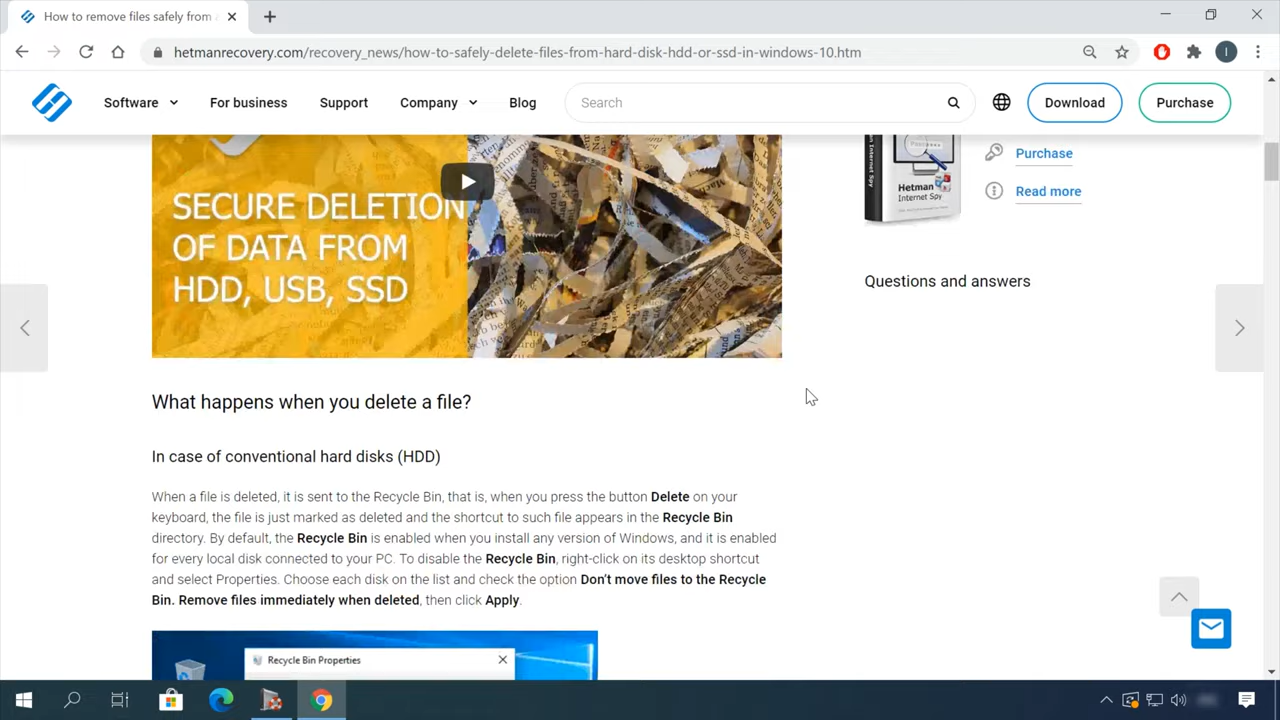 How to remove files safely from
hetmanrecovery.com/recovery_news/how-to-safely-delete-files-from-hard-disk-hdd-or-ssd-in-windows-10.htm
I
Software
For business
Support
Company
Blog
Search
Download
Purchase
SECURE DELETION
OF DATA FROM
HDD, USB, SSD
Hetman
Internet Spy
Purchase
Read more
Questions and answers
What happens when you delete a file?
In case of conventional hard disks (HDD)
When a file is deleted, it is sent to the Recycle Bin, that is, when you press the button Delete on your
keyboard, the file is just marked as deleted and the shortcut to such file appears in the Recycle Bin
directory. By default, the Recycle Bin is enabled when you install any version of Windows, and it is enabled
for every local disk connected to your PC. To disable the Recycle Bin, right-click on its desktop shortcut
and select Properties. Choose each disk on the list and check the option Don't move files to the Recycle
Bin. Remove files immediately when deleted, then click Apply.
Recycle Bin Properties